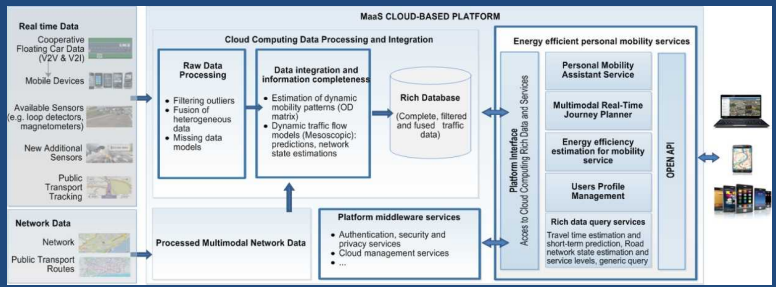 MaaS CLOUD-BASED PLATFORM
Real time Data
Cooperative
Floating Car Data
(V2V & V2I)
Mobile Devices
Available Sensors
(e.g. loop detectors,
magnetometers)
New Additional
Sensors
Public
Transport
Tracking
Network Data
Network
Public Transport
Routes
Cloud Computing Data Processing and Integration
Raw Data
Processing
• Filtering outliers
• Fusion of
heterogeneous
data
• Missing data
models
Data integration and
information completeness
• Estimation of dynamic
mobility patterns (OD
matrix)
• Dynamic traffic flow
models (Mesoscopic):
predictions, network
state estimations
Rich Database
(Complete, filtered
and fused traffic
data)
Processed Multimodal Network Data
Platform middleware services
• Authentication, security and
privacy services
• Cloud management services
• ...
Energy efficient personal mobility services
Platform Interface
Access to Cloud Computing Rich Data and Services
Personal Mobility
Assistant Service
Multimodal Real-Time
Journey Planner
Energy efficiency
estimation for mobility
service
Users Profile
Management
Rich data query services
Travel time estimation and
short-term prediction, Road
network state estimation and
service levels, generic query
OPEN API